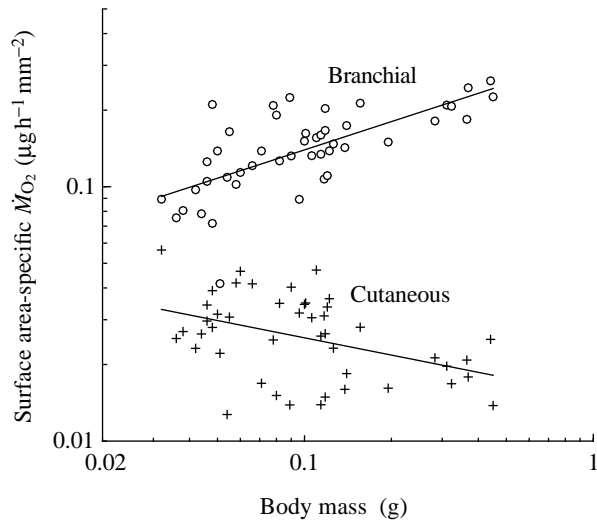 Surface area-specific ṀO₂ (µg h⁻¹ mm⁻²)
Branchial
0.1
Cutaneous
0.01
0.02
0.1
1
Body mass (g)